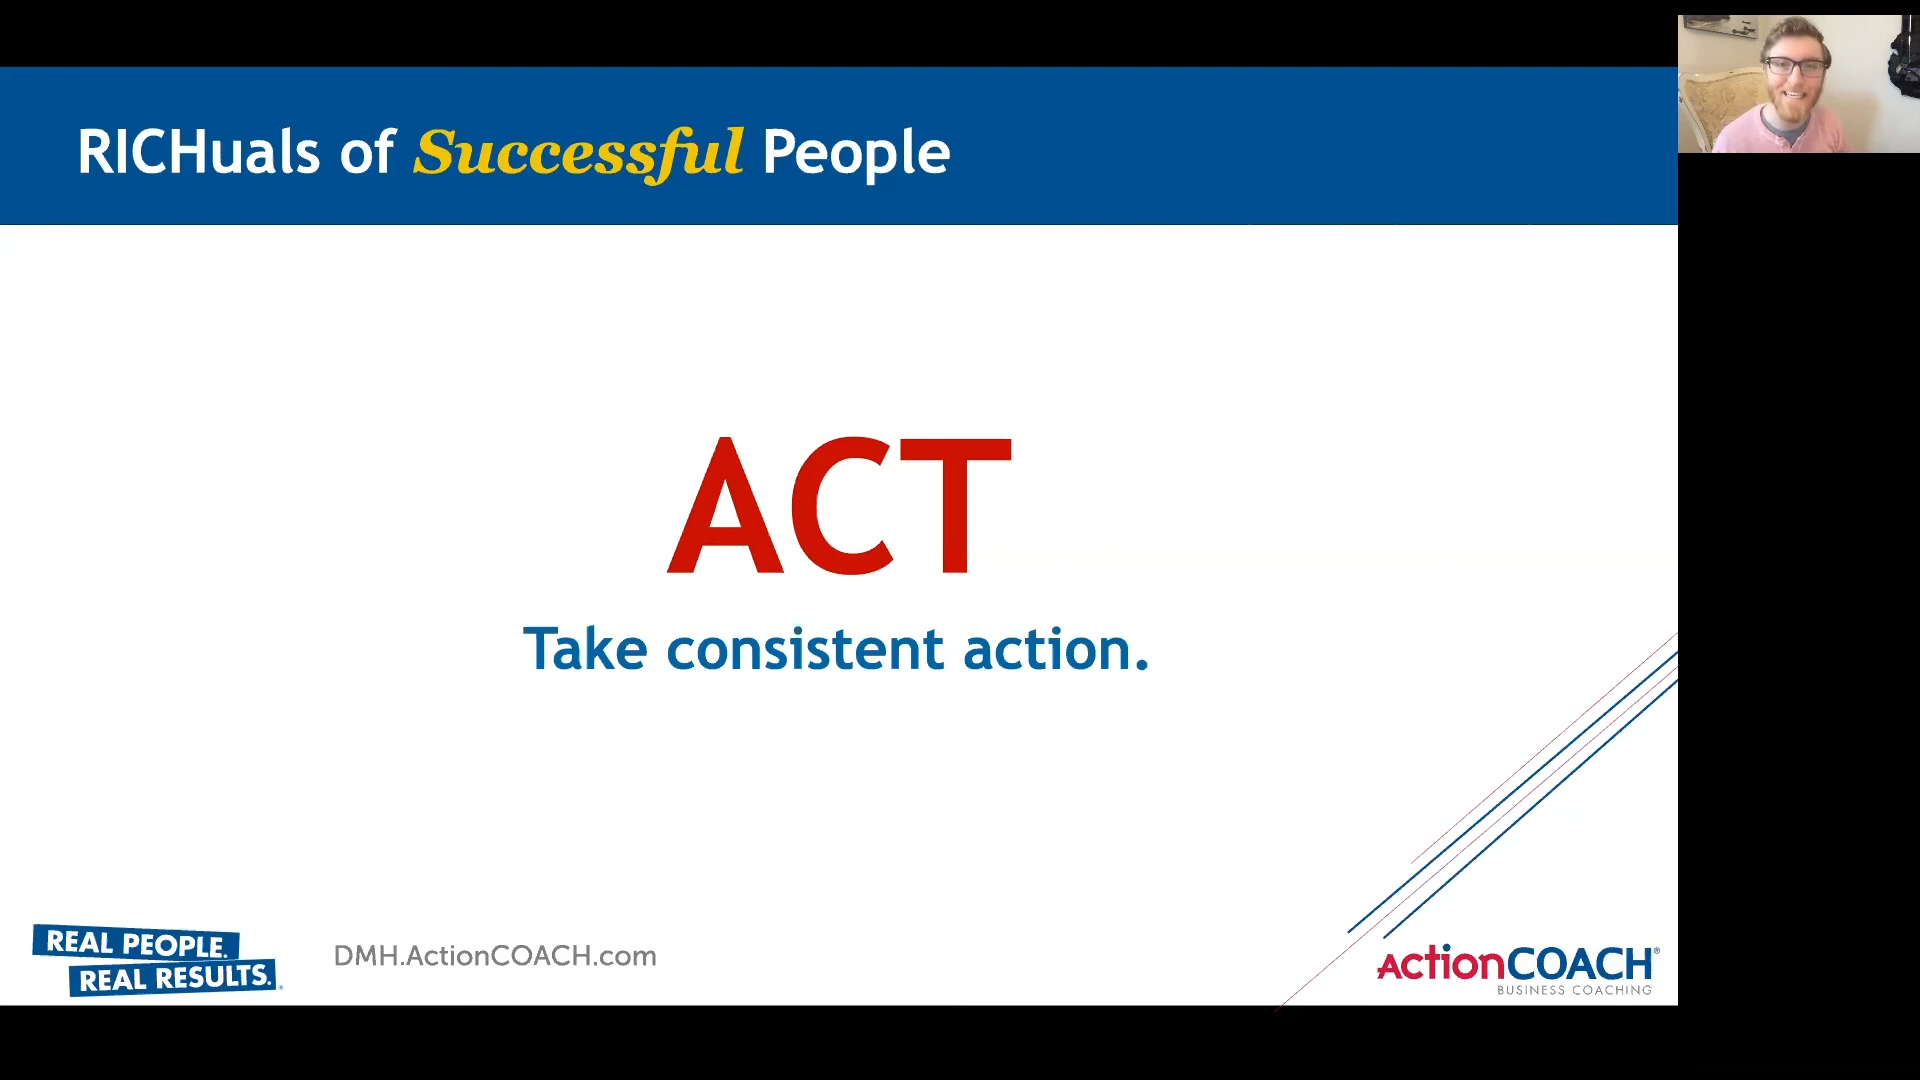 RICHuals of Successful People
ACT
Take consistent action.
REAL PEOPLE.
REAL RESULTS.®
DMH.ActionCOACH.com
ActionCOACH®
BUSINESS COACHING